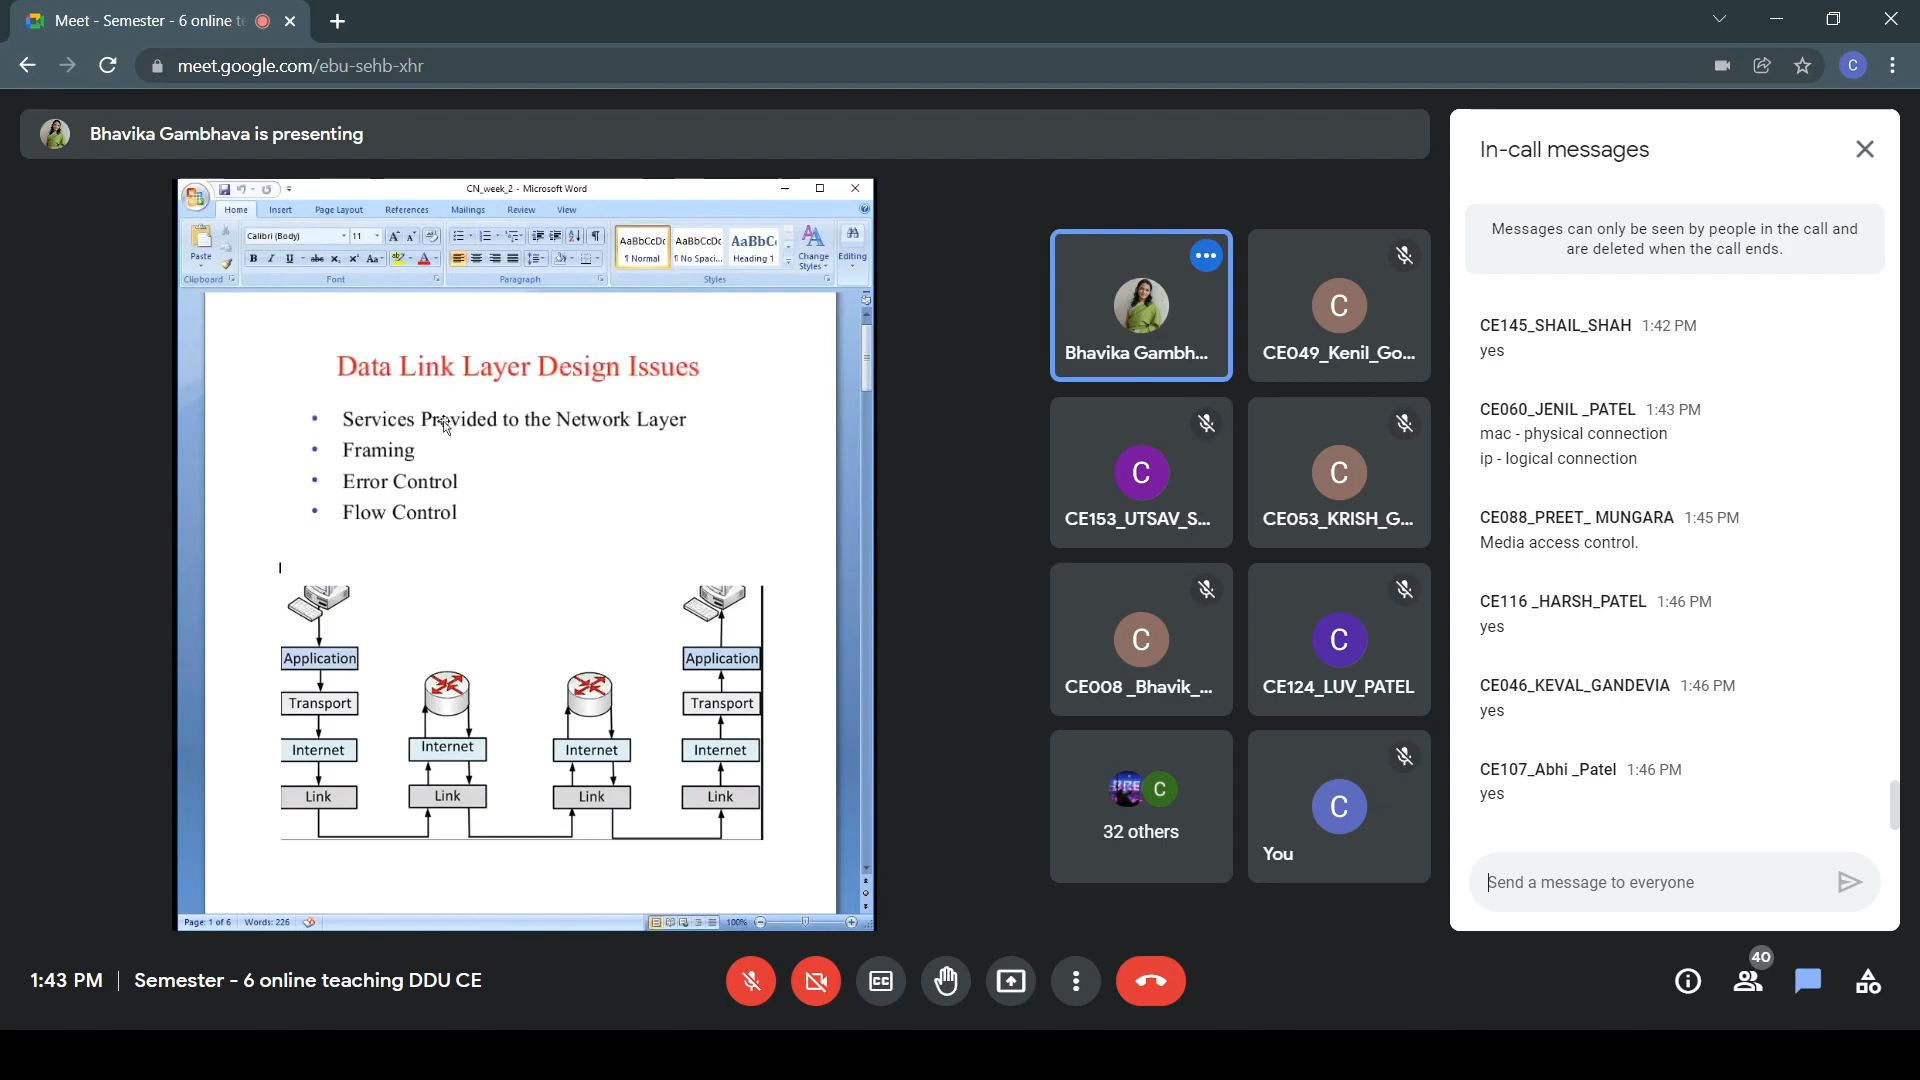 Meet - Semester - 6 online te
meet.google.com/ebu-sehb-xhr
C
Bhavika Gambhava is presenting
CN_week_2 - Microsoft Word
Home Insert Page Layout References Mailings Review View
Paste
Clipboard
Calibri (Body) 11
Font
Paragraph
AaBbCcDc AaBbCcDc AaBbC
¶ Normal ¶ No Spaci... Heading 1
Styles
Change
Styles
Editing
Data Link Layer Design Issues
• Services Provided to the Network Layer
• Framing
• Error Control
• Flow Control
Application Application
Transport Transport
Internet Internet Internet Internet
Link Link Link Link
Page: 1 of 6 Words: 226 100%
Bhavika Gambh...
C
CE049_Kenil_Go...
C
CE153_UTSAV_S...
C
CE053_KRISH_G...
C
CE008 _Bhavik_...
C
CE124_LUV_PATEL
C
32 others
C
You
In-call messages
Messages can only be seen by people in the call and
are deleted when the call ends.
CE145_SHAIL_SHAH 1:42 PM
yes
CE060_JENIL _PATEL 1:43 PM
mac - physical connection
ip - logical connection
CE088_PREET_ MUNGARA 1:45 PM
Media access control.
CE116 _HARSH_PATEL 1:46 PM
yes
CE046_KEVAL_GANDEVIA 1:46 PM
yes
CE107_Abhi _Patel 1:46 PM
yes
Send a message to everyone
1:43 PM | Semester - 6 online teaching DDU CE
40